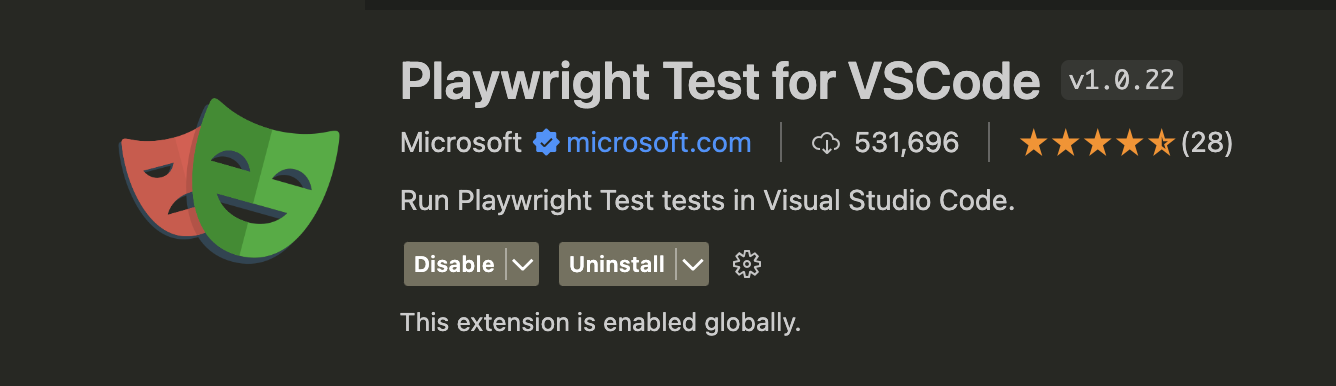 Playwright Test for VSCode v1.0.22
Microsoft microsoft.com 531,696 (28)
Run Playwright Test tests in Visual Studio Code.
Disable Uninstall
This extension is enabled globally.